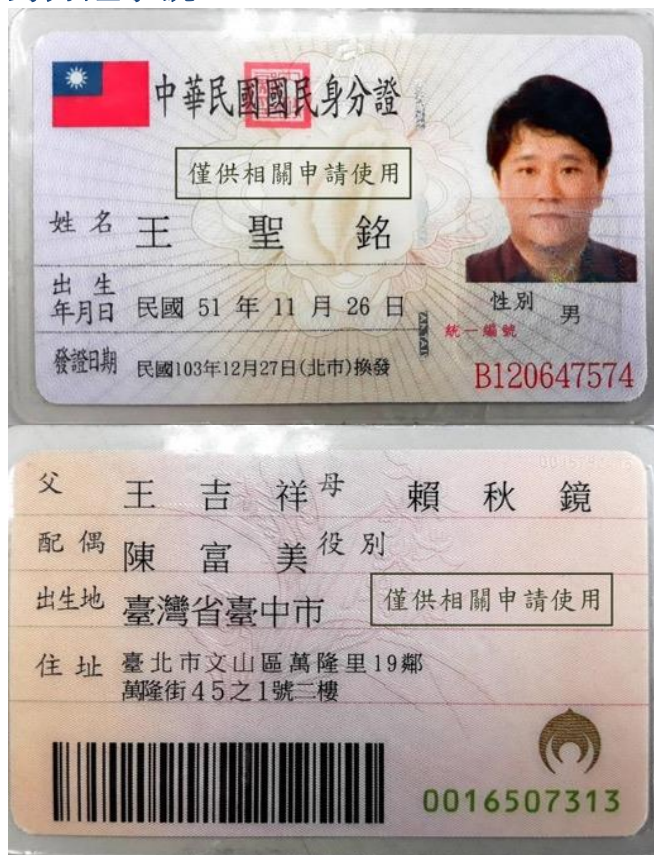 中華民國國民身分證
僅供相關申請使用
姓名 王聖銘
出生年月日 民國 51 年 11 月 26 日
性別 男
統一編號
發證日期 民國103年12月27日(北市)換發
B120647574
父 王吉祥 母 賴秋鏡
配偶 陳富美 役別
出生地 臺灣省臺中市
僅供相關申請使用
住址 臺北市文山區萬隆里19鄰
萬隆街45之1號二樓
0016507313